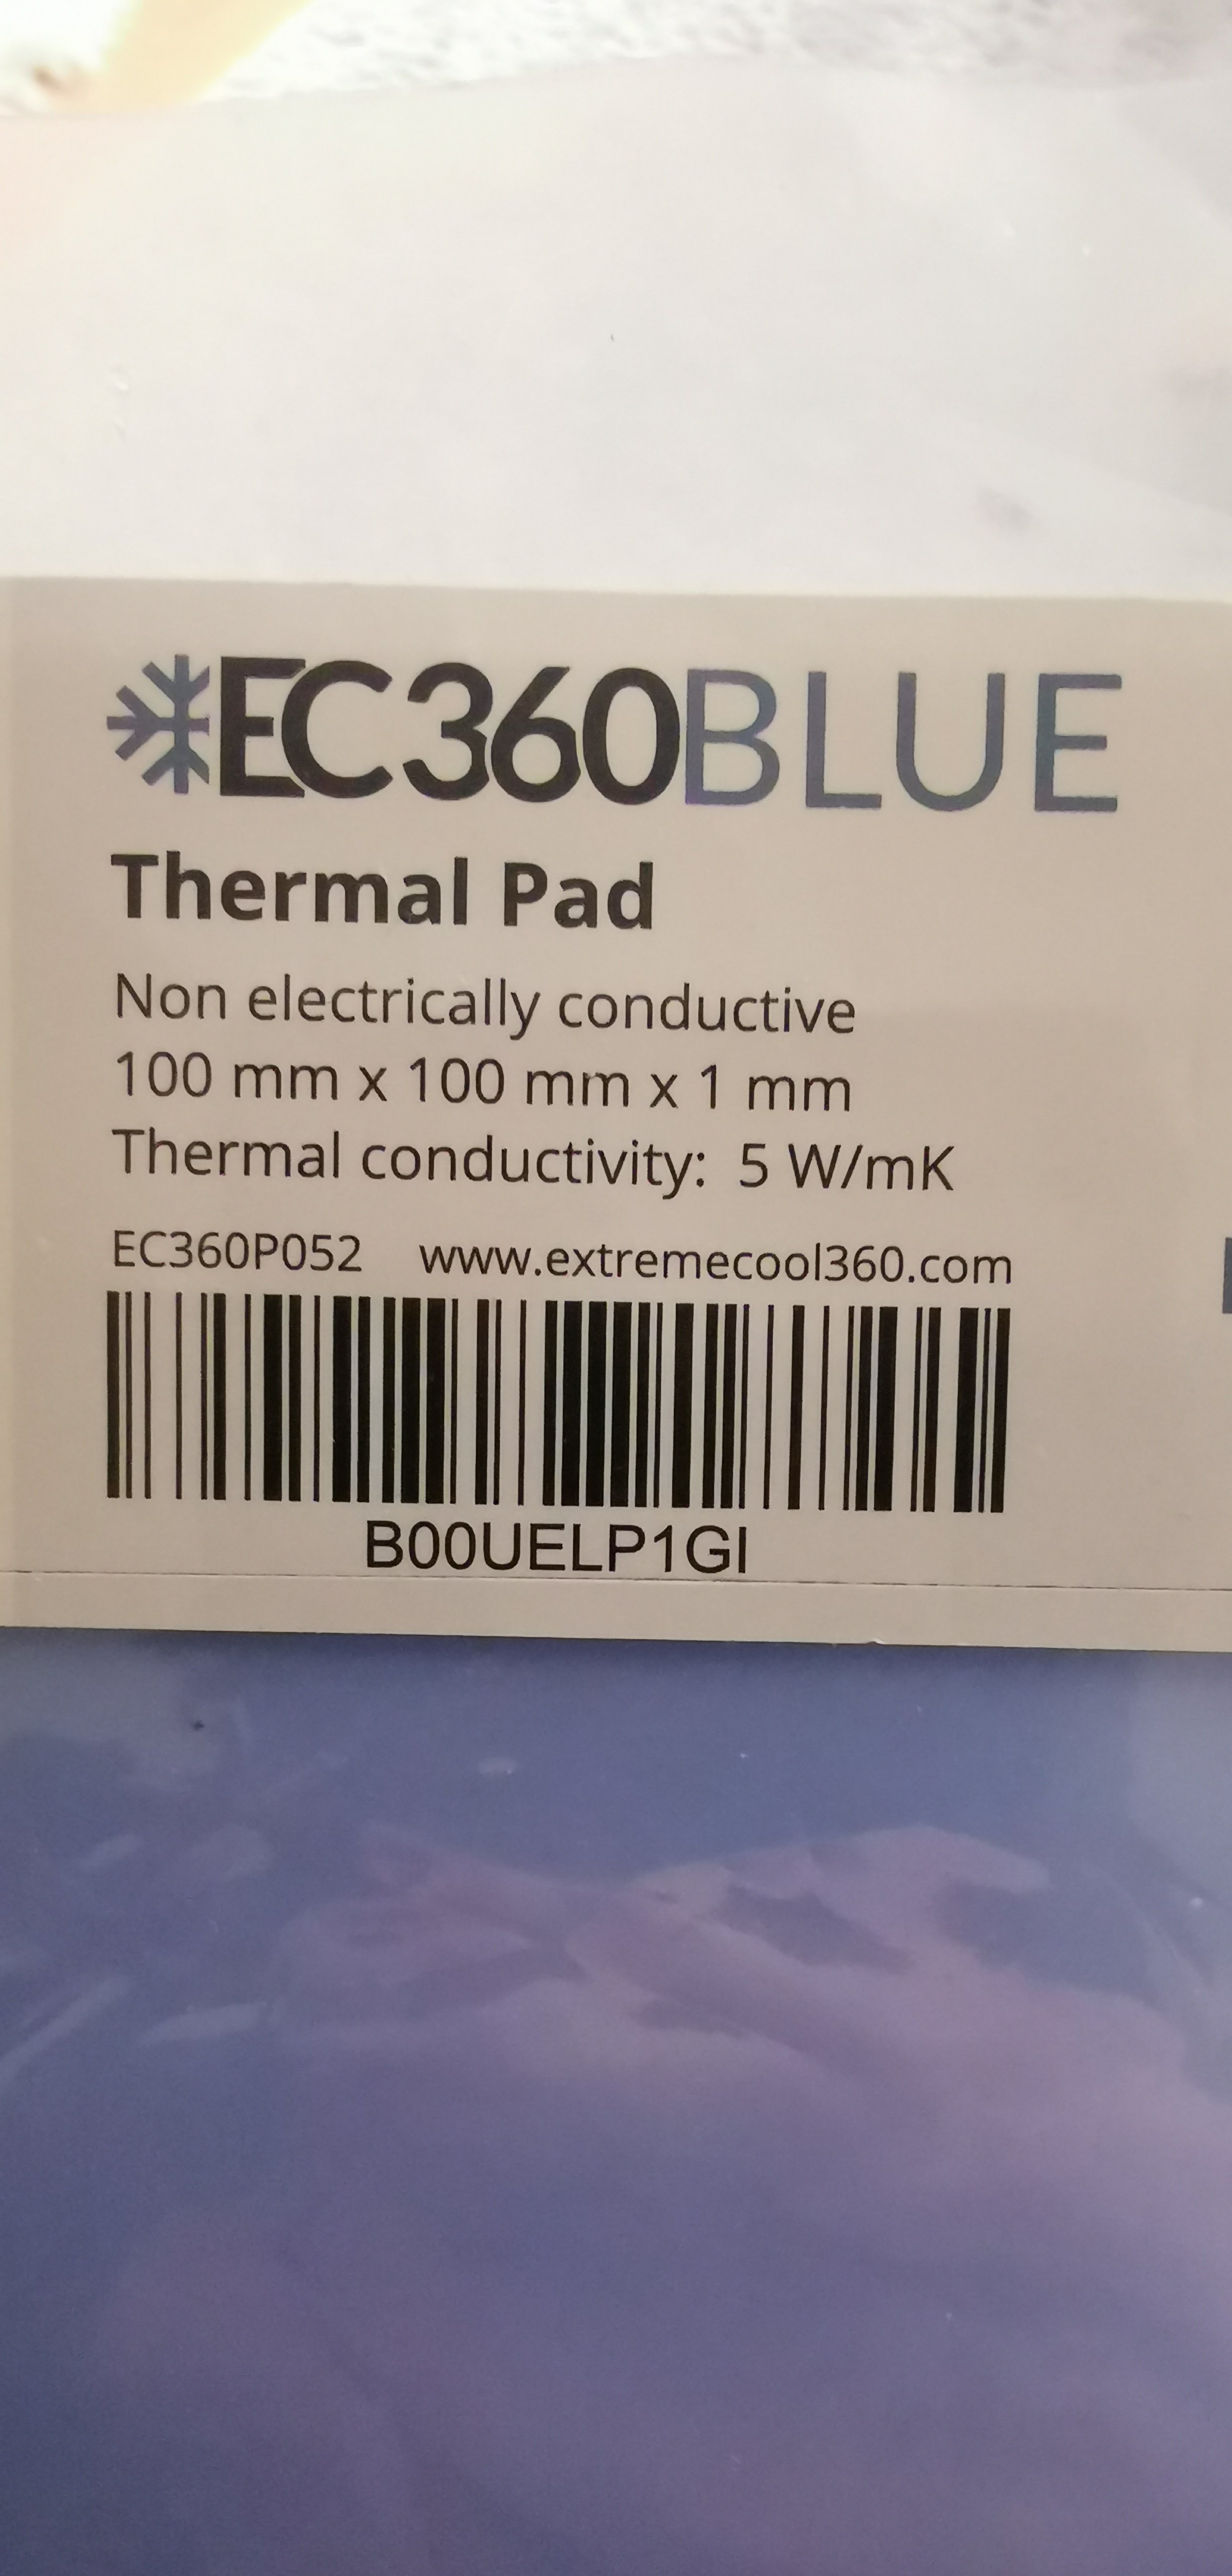 EC360BLUE
Thermal Pad
Non electrically conductive
100 mm x 100 mm x 1 mm
Thermal conductivity: 5 W/mK
EC360P052 www.extremecool360.com
B00UELP1GI